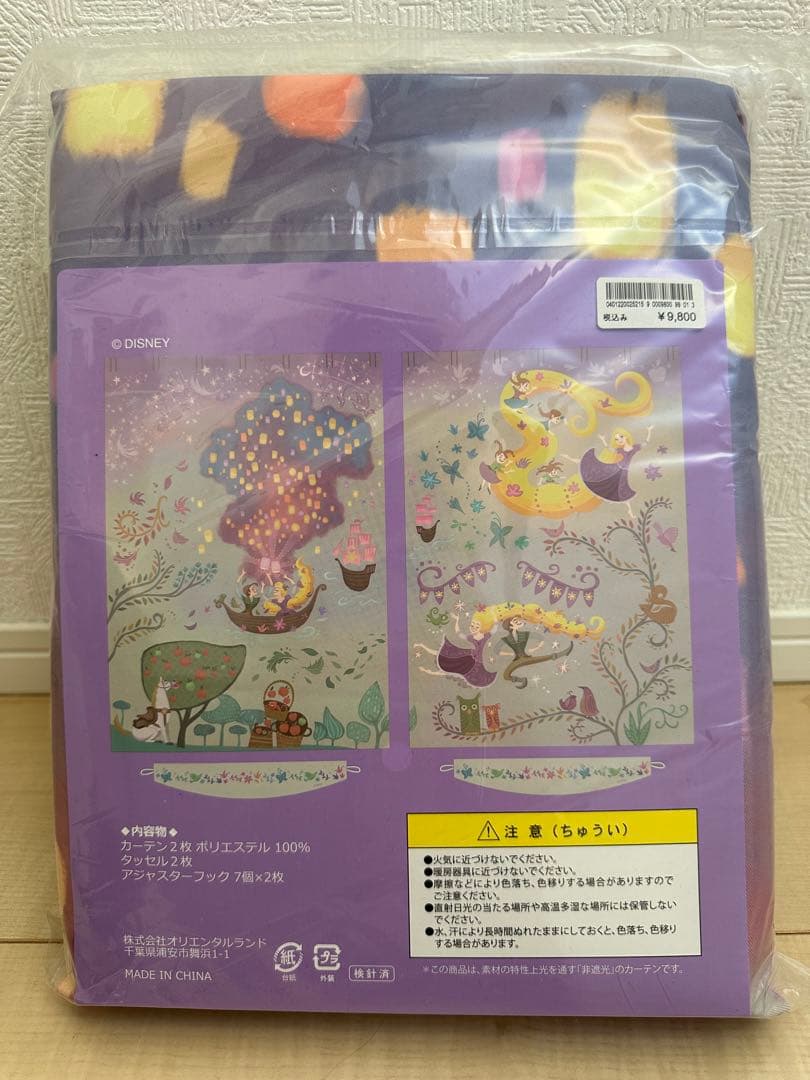 0401220025215 9 0009800 99 01 3
税込み ¥9,800
© DISNEY
◆内容物◆
カーテン2枚 ポリエステル 100%
タッセル2枚
アジャスターフック 7個×2枚
株式会社オリエンタルランド
千葉県浦安市舞浜1-1
MADE IN CHINA
紙
台紙
プラ
外装
検針済
注意(ちゅうい)
●火気に近づけないでください。
●暖房器具に近づけないでください。
●摩擦などにより色落ち、色移りする場合がありますので
ご注意ください。
●直射日光の当たる場所や高温多湿な場所には保管しない
でください。
●水、汗により長時間ぬれたままにしておくと、色落ち、色移り
する場合があります。
*この商品は、素材の特性上光を通す「非遮光」のカーテンです。